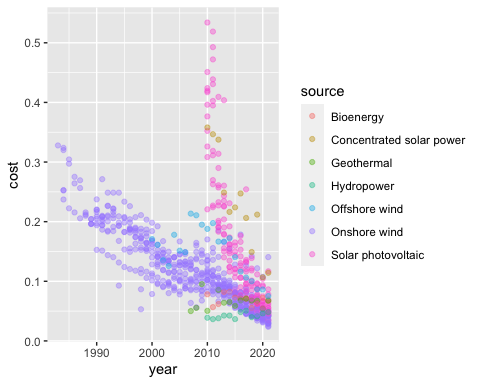 0.5
0.4
0.3
0.2
0.1
0.0
cost
1990 2000 2010 2020
year
source
Bioenergy
Concentrated solar power
Geothermal
Hydropower
Offshore wind
Onshore wind
Solar photovoltaic